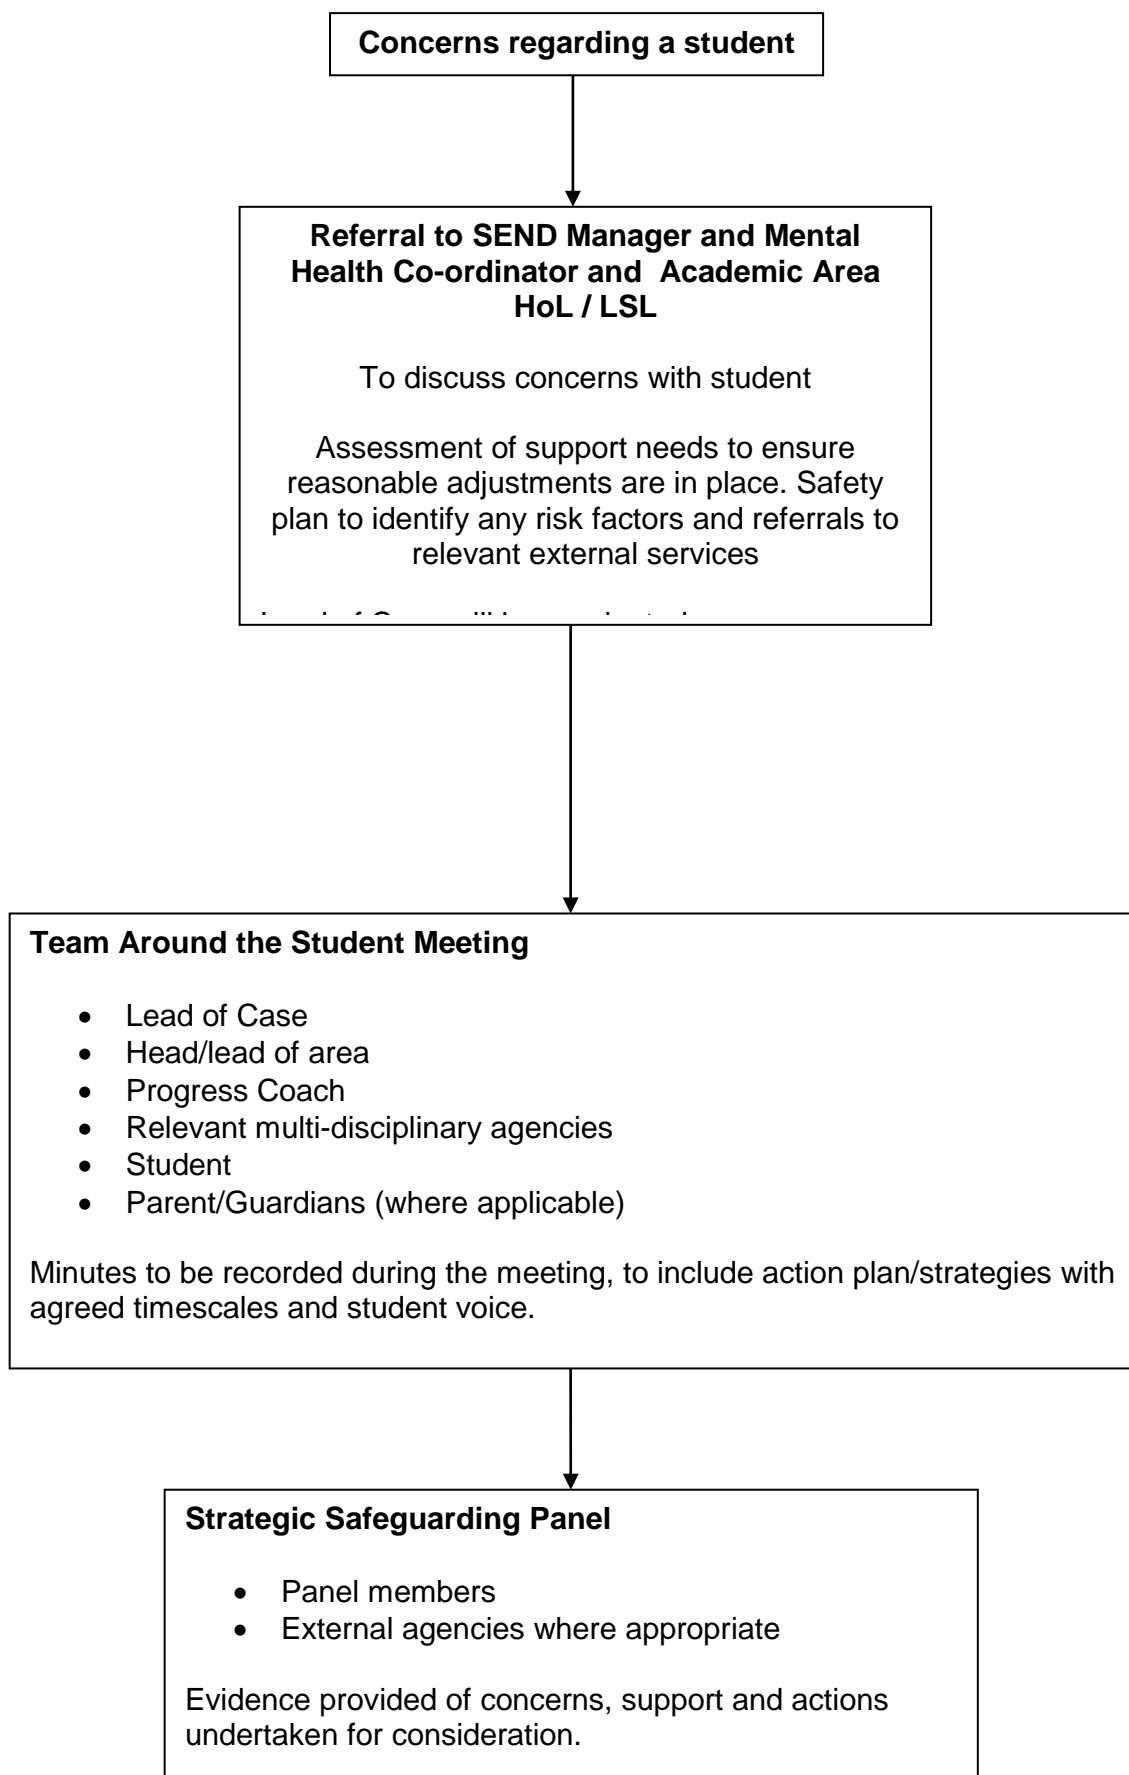 Concerns regarding a student
Referral to SEND Manager and Mental
Health Co-ordinator and  Academic Area
HoL / LSL
To discuss concerns with student
Assessment of support needs to ensure
reasonable adjustments are in place. Safety
plan to identify any risk factors and referrals to
relevant external services
Team Around the Student Meeting
• Lead of Case
• Head/lead of area
• Progress Coach
• Relevant multi-disciplinary agencies
• Student
• Parent/Guardians (where applicable)
Minutes to be recorded during the meeting, to include action plan/strategies with
agreed timescales and student voice.
Strategic Safeguarding Panel
• Panel members
• External agencies where appropriate
Evidence provided of concerns, support and actions
undertaken for consideration.